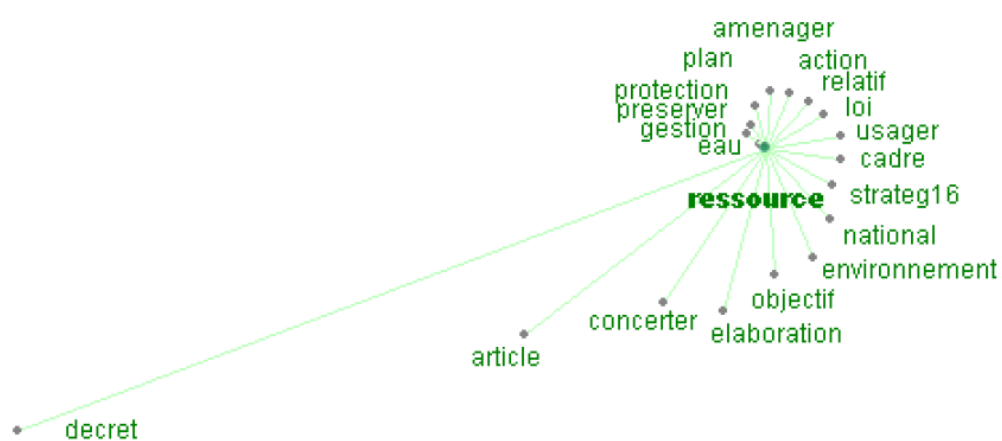 amenager
plan
action
relatif
protection
loi
preserver
usager
gestion
eau
cadre
strateg16
ressource
national
environnement
objectif
concerter
elaboration
article
decret